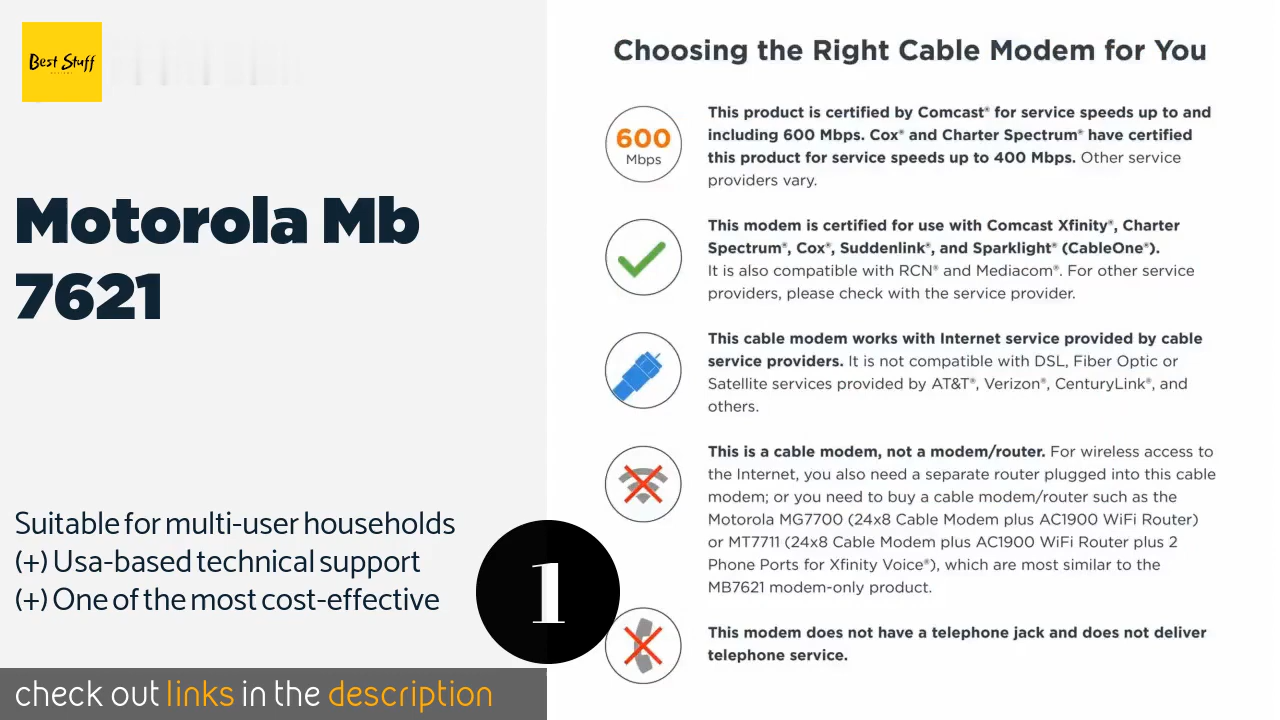 Best Stuff
Motorola Mb
7621
Suitable for multi-user households
(+) Usa-based technical support
(+) One of the most cost-effective
1
check out links in the description
Choosing the Right Cable Modem for You
600
Mbps
This product is certified by Comcast® for service speeds up to and
including 600 Mbps. Cox® and Charter Spectrum® have certified
this product for service speeds up to 400 Mbps. Other service
providers vary.
This modem is certified for use with Comcast Xfinity®, Charter
Spectrum®, Cox®, Suddenlink®, and Sparklight® (CableOne®).
It is also compatible with RCN® and Mediacom®. For other service
providers, please check with the service provider.
This cable modem works with Internet service provided by cable
service providers. It is not compatible with DSL, Fiber Optic or
Satellite services provided by AT&T®, Verizon®, CenturyLink®, and
others.
This is a cable modem, not a modem/router. For wireless access to
the Internet, you also need a separate router plugged into this cable
modem; or you need to buy a cable modem/router such as the
Motorola MG7700 (24x8 Cable Modem plus AC1900 WiFi Router)
or MT7711 (24x8 Cable Modem plus AC1900 WiFi Router plus 2
Phone Ports for Xfinity Voice®), which are most similar to the
MB7621 modem-only product.
This modem does not have a telephone jack and does not deliver
telephone service.